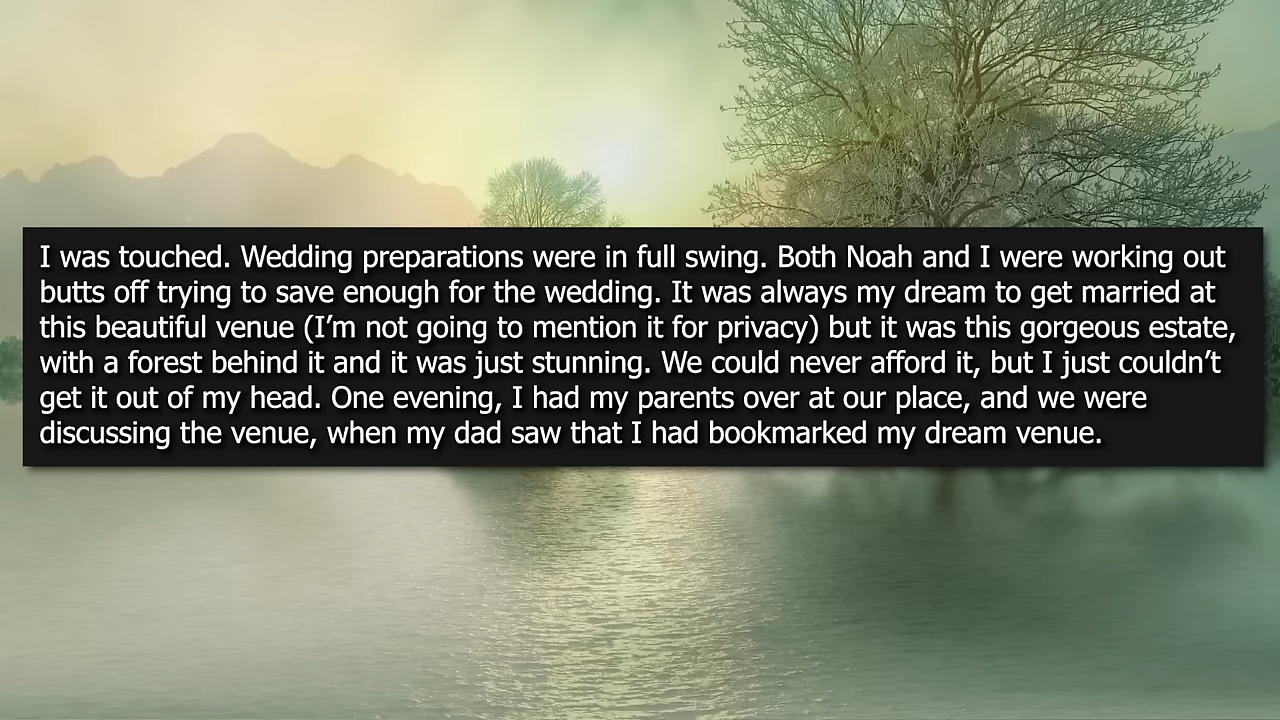 I was touched. Wedding preparations were in full swing. Both Noah and I were working out
butts off trying to save enough for the wedding. It was always my dream to get married at
this beautiful venue (I’m not going to mention it for privacy) but it was this gorgeous estate,
with a forest behind it and it was just stunning. We could never afford it, but I just couldn’t
get it out of my head. One evening, I had my parents over at our place, and we were
discussing the venue, when my dad saw that I had bookmarked my dream venue.